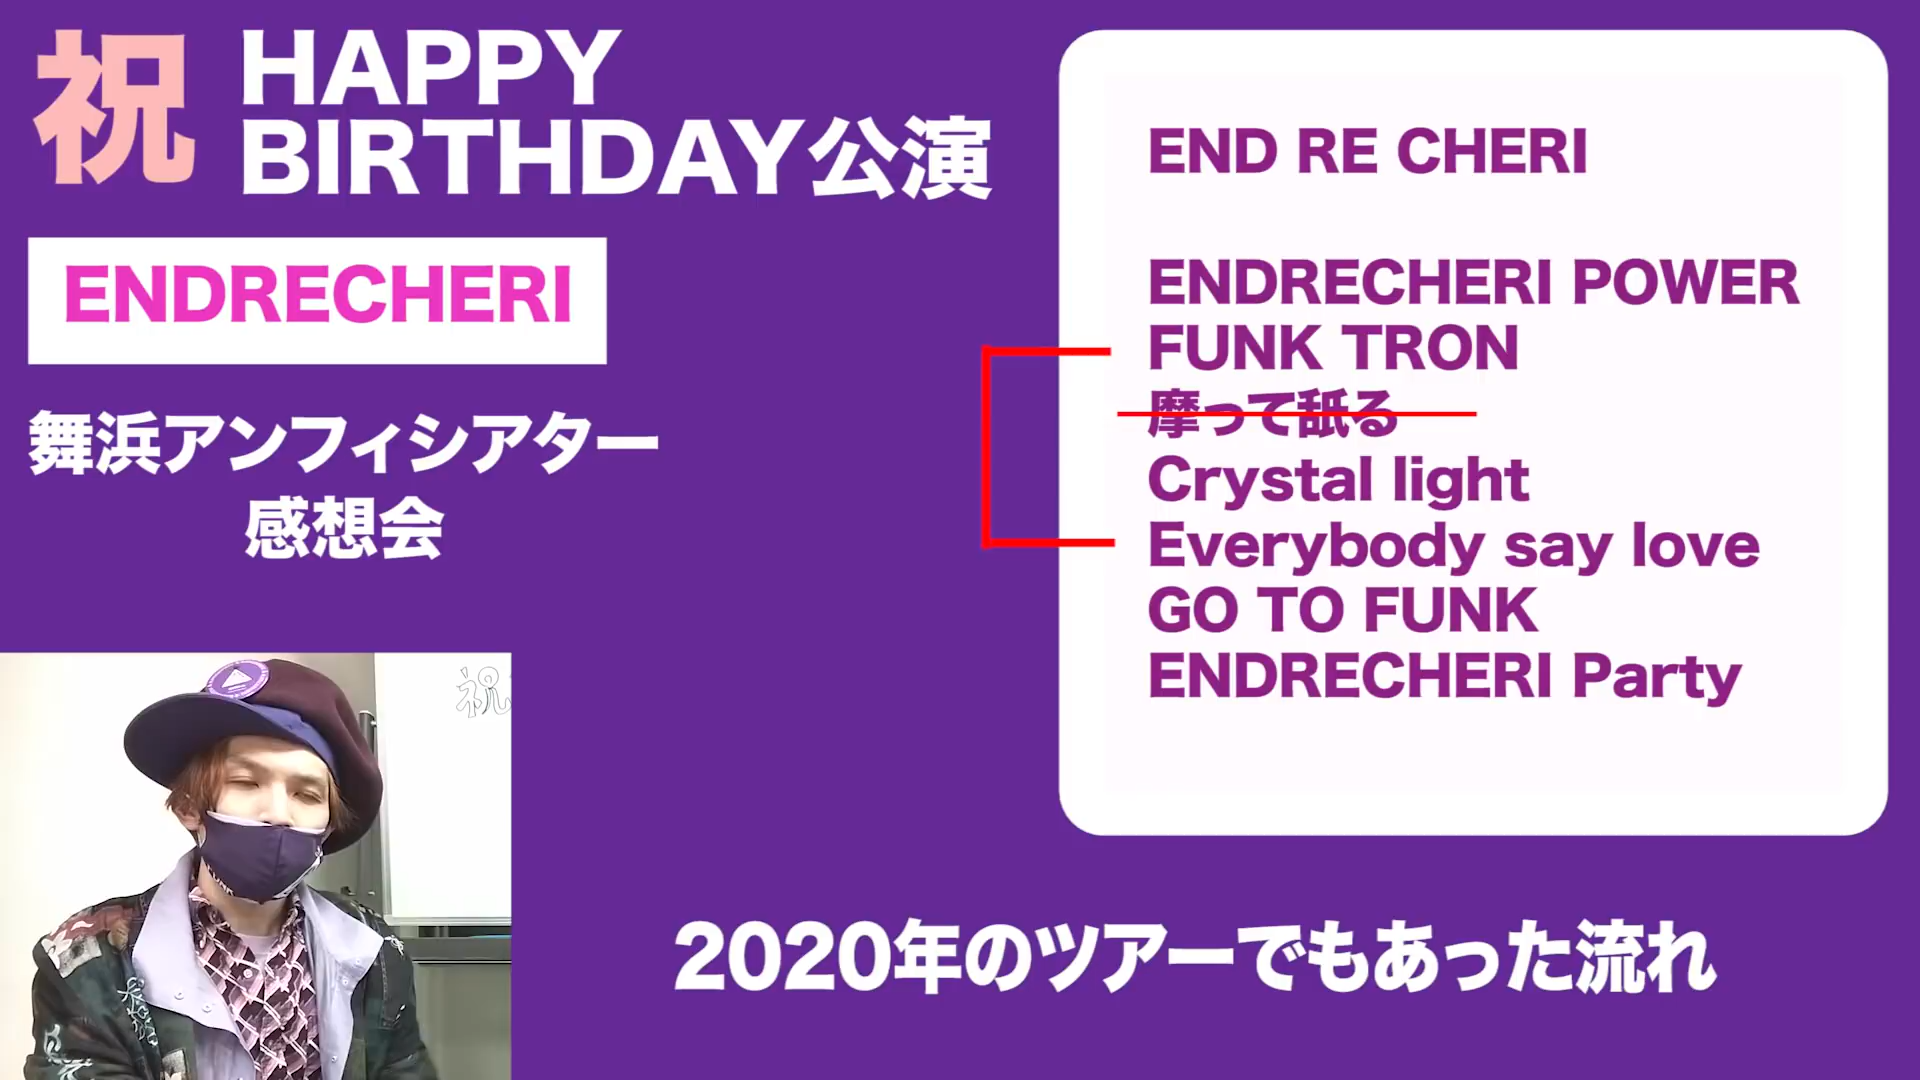 祝
HAPPY
BIRTHDAY公演
ENDRECHERI
舞浜アンフィシアター
感想会
END RE CHERI
ENDRECHERI POWER
FUNK TRON
摩って舐る
Crystal light
Everybody say love
GO TO FUNK
ENDRECHERI Party
祝
2020年のツアーでもあった流れ